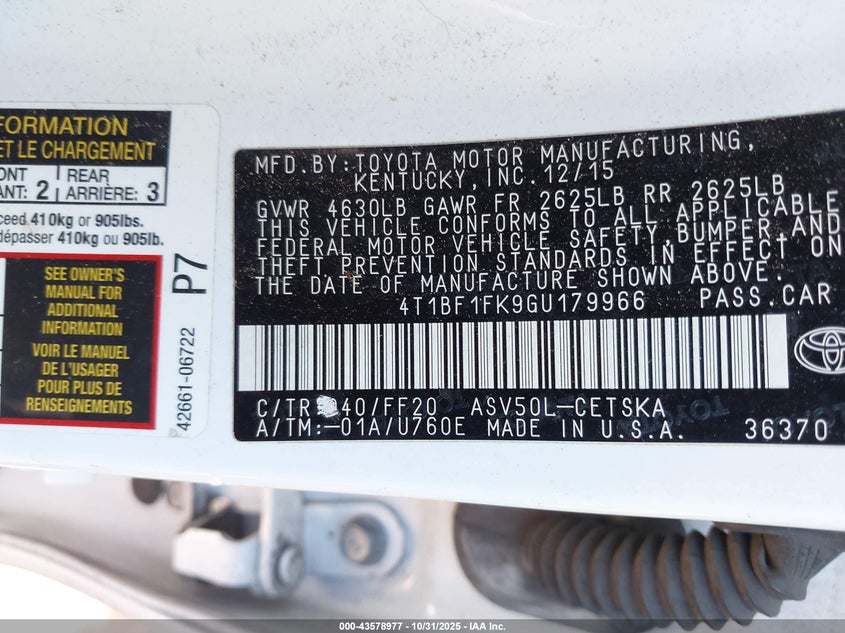 FORMATION
ET LE CHARGEMENT
ONT
ANT: 2
REAR
ARRIÈRE: 3
ceed 410kg or 905lbs.
dépasser 410kg ou 905lb.
SEE OWNER'S
MANUAL FOR
ADDITIONAL
INFORMATION
VOIR LE MANUEL
DE L'USAGER
POUR PLUS DE
RENSEIGNEMENTS
42661-06722
P7
MFD. BY: TOYOTA MOTOR MANUFACTURING,
KENTUCKY, INC. 12/15
GVWR 4630LB GAWR FR 2625LB RR 2625LB
THIS VEHICLE CONFORMS TO ALL APPLICABLE
FEDERAL MOTOR VEHICLE SAFETY, BUMPER, AND
THEFT PREVENTION STANDARDS IN EFFECT ON
THE DATE OF MANUFACTURE SHOWN ABOVE.
4T1BF1FK9GU179966 PASS. CAR
C/TR: 40/FF20 ASV50L-CETSKA
A/TM:-01A/U760E MADE IN U.S.A. 36370
000-43578977 - 10/31/2025 - IAA Inc.